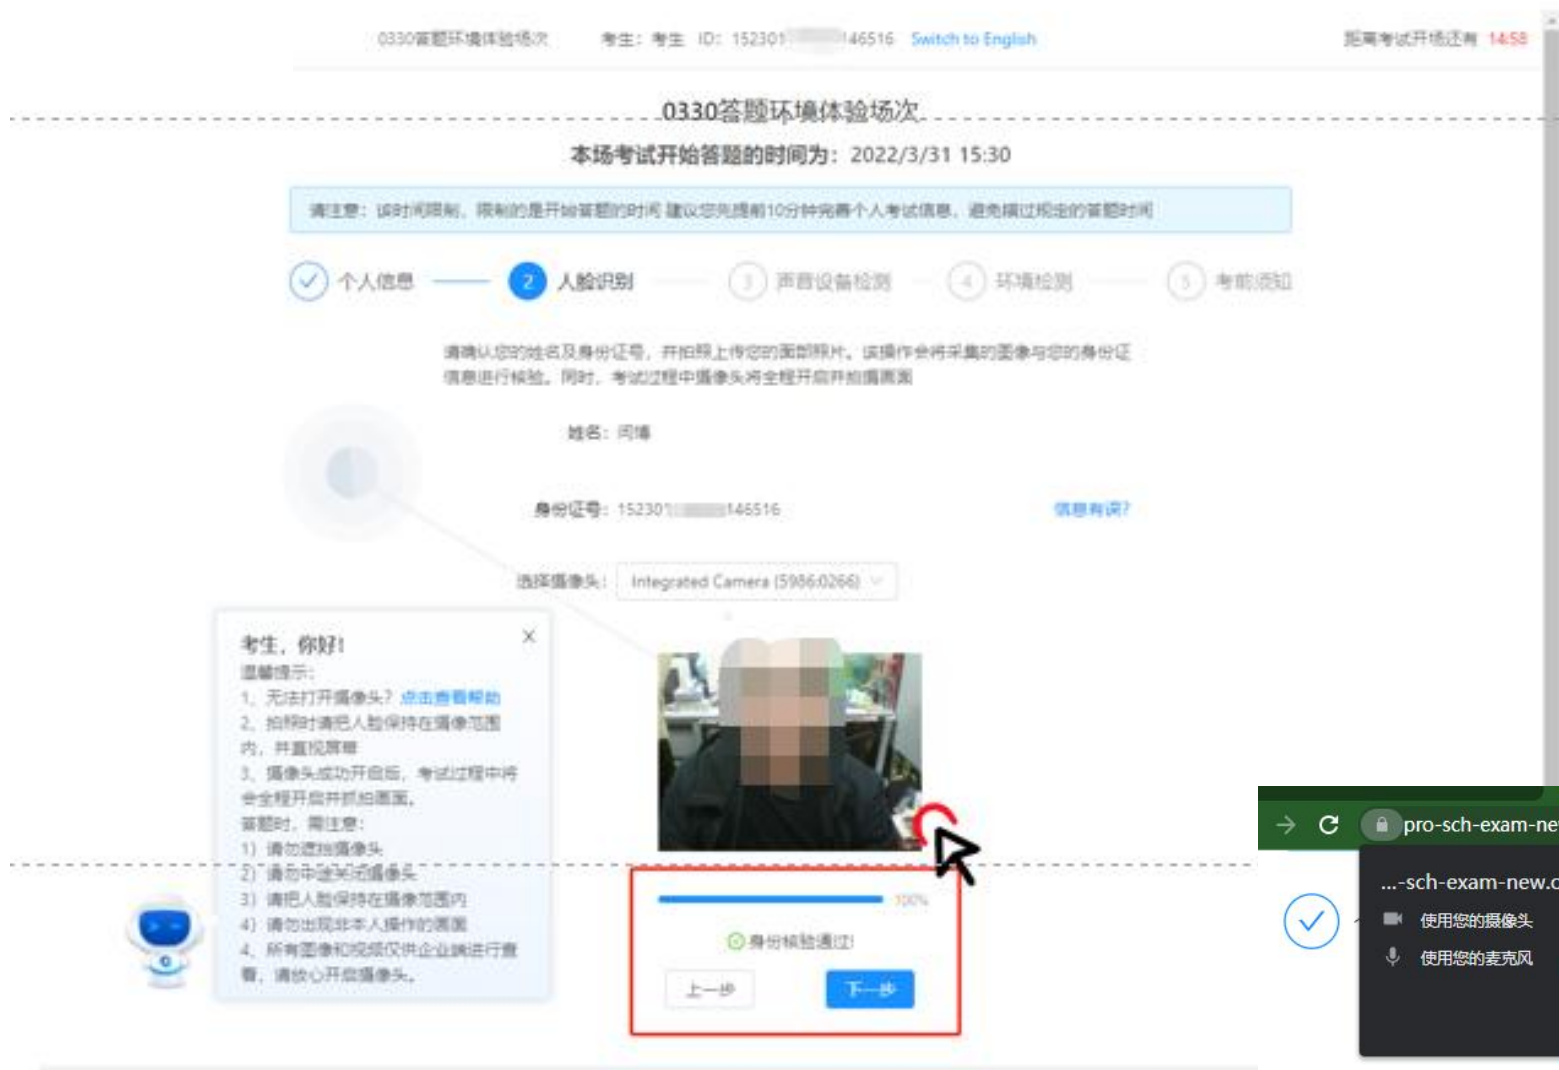 0330答题环境体验场次 考生：考生 ID：152301 146516 Switch to English 距离考试开场还有 14:58
0330答题环境体验场次
本场考试开始答题的时间为：2022/3/31 15:30
请注意：该时间限制，限制的是开始答题的时间 建议您先提前10分钟完善个人考试信息，避免错过规定的答题时间
个人信息 2 人脸识别 3 声音设备检测 4 环境检测 5 考前须知
请确认您的姓名及身份证号，并拍照上传您的面部照片。该操作会将采集的图像与您的身份证
信息进行核验。同时，考试过程中摄像头将全程开启并拍摄画面
姓名：闫博
身份证号：152301 146516 信息有误?
选择摄像头： Integrated Camera (5986:0266)
考生，你好!
温馨提示：
1、无法打开摄像头？点击查看帮助
2、拍照时请把人脸保持在摄像范围
内，并直视屏幕
3、摄像头成功开启后，考试过程中将
会全程开启并抓拍画面。
答题时，需注意：
1) 请勿遮挡摄像头
2) 请勿中途关闭摄像头
3) 请把人脸保持在摄像范围内
4) 请勿出现非本人操作的画面
4、所有图像和视频仅供企业端进行查
看，请放心开启摄像头。
100%
身份核验通过!
上一步 下一步
pro-sch-exam-ne
...-sch-exam-new.c
使用您的摄像头
使用您的麦克风